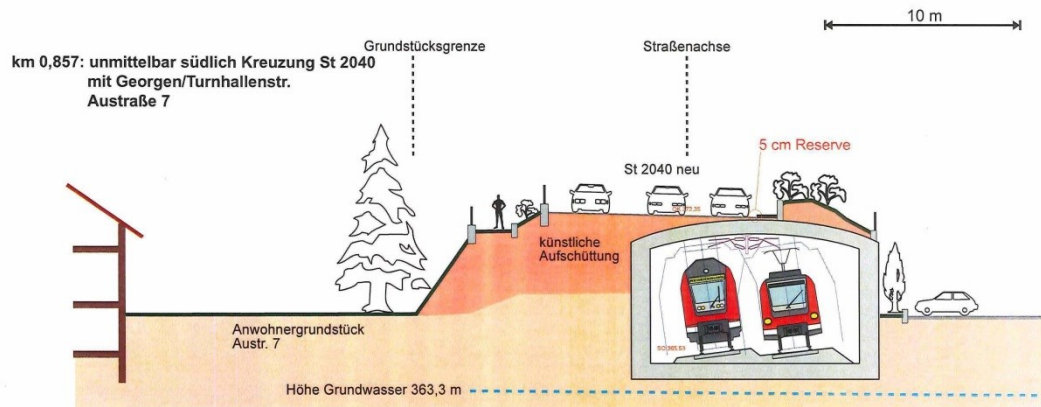 10 m
Grundstücksgrenze
Straßenachse
km 0,857: unmittelbar südlich Kreuzung St 2040
mit Georgen/Turnhallenstr.
Austraße 7
5 cm Reserve
St 2040 neu
künstliche
Aufschüttung
Anwohnergrundstück
Austr. 7
Höhe Grundwasser 363,3 m